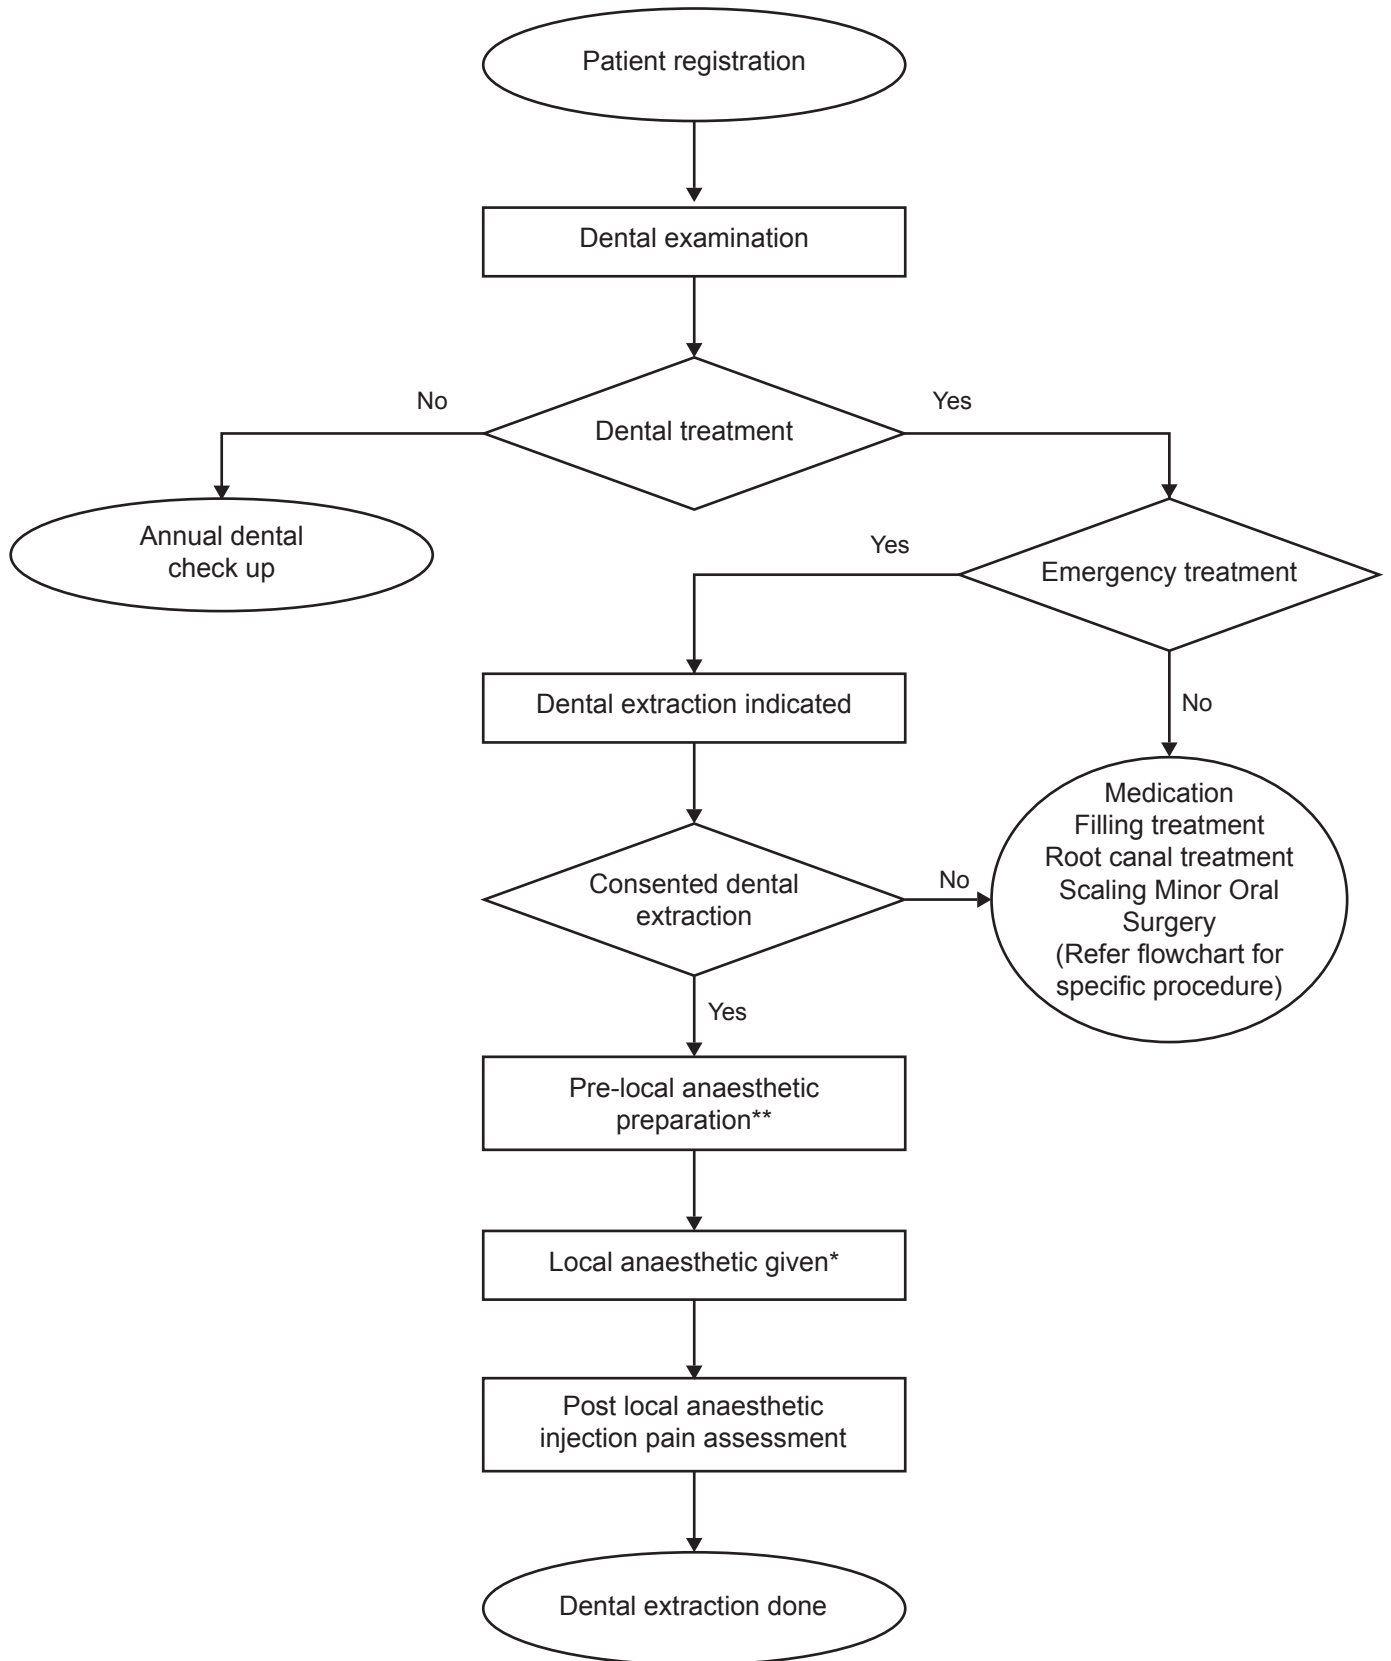 Patient registration
Dental examination
No
Yes
Dental treatment
Annual dental
check up
Yes
Emergency treatment
Dental extraction indicated
No
Medication
Filling treatment
Root canal treatment
Scaling Minor Oral
Surgery
(Refer flowchart for
specific procedure)
Consented dental
extraction
No
Yes
Pre-local anaesthetic
preparation**
Local anaesthetic given*
Post local anaesthetic
injection pain assessment
Dental extraction done